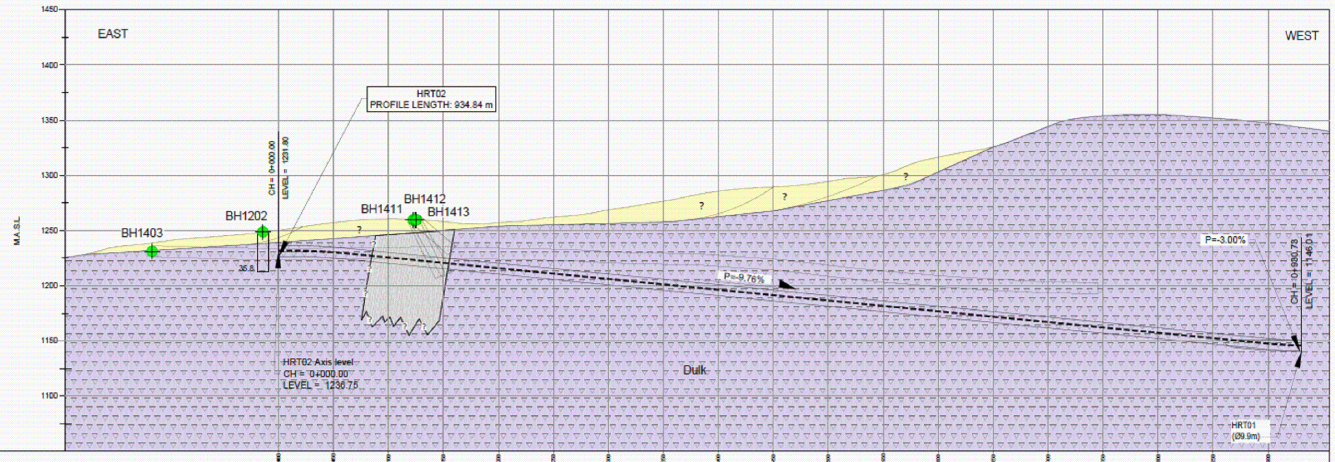 EAST
WEST
1450
1400
1350
1300
1250
1200
1150
1100
M.A.S.L
HRT02
PROFILE LENGTH: 934.84 m
CH = 0+000.00
LEVEL = 1231.80
BH1403
BH1202
BH1411
BH1412
BH1413
?
?
?
?
35.8
P=-9.76%
P=-3.00%
CH = 0+930.73
LEVEL = 1146.01
HRT02 Axis level
CH = 0+000.00
LEVEL = 1236.75
Dulk
HRT01
(Ø9.9m)